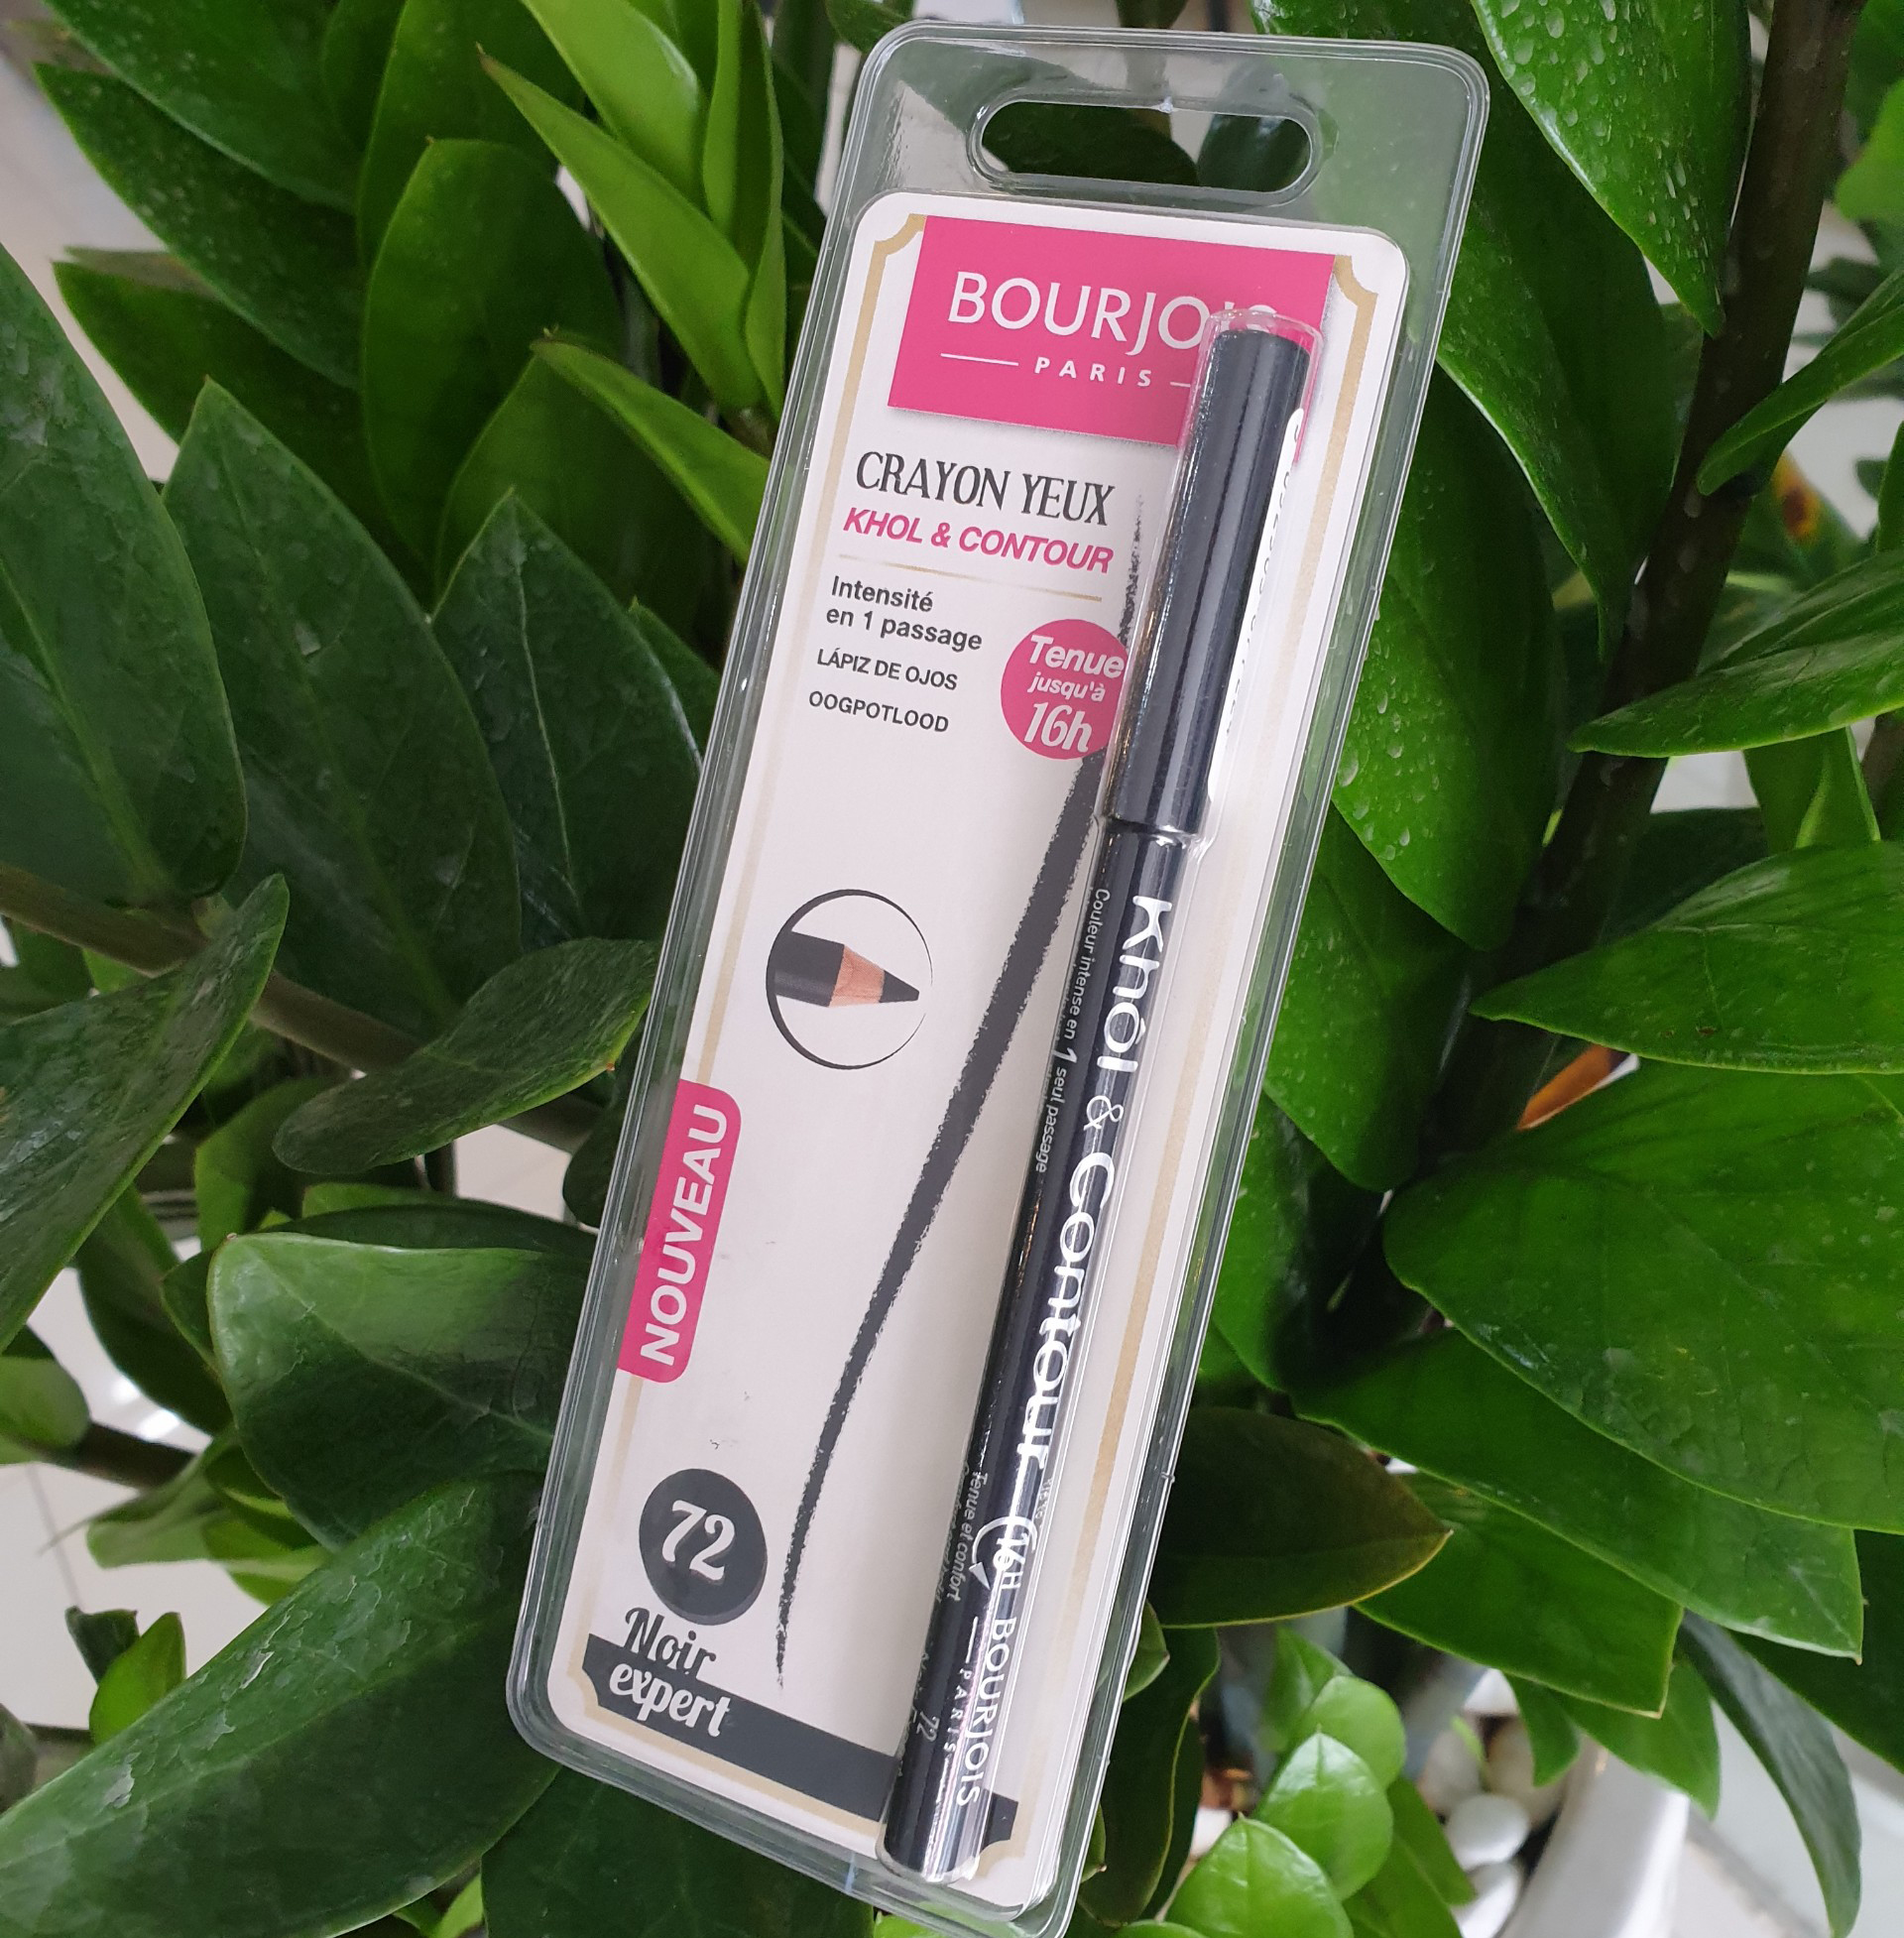 BOURJOIS
PARIS
CRAYON YEUX
KHOL & CONTOUR
Intensité
en 1 passage
LÁPIZ DE OJOS
OOGPOTLOOD
Tenue
jusqu'à
16h
NOUVEAU
72
Noir
expert
Khôl & Contour 16H BOURJOIS
PARIS
Couleur intense en 1 seul passage
Tenue et confort
72